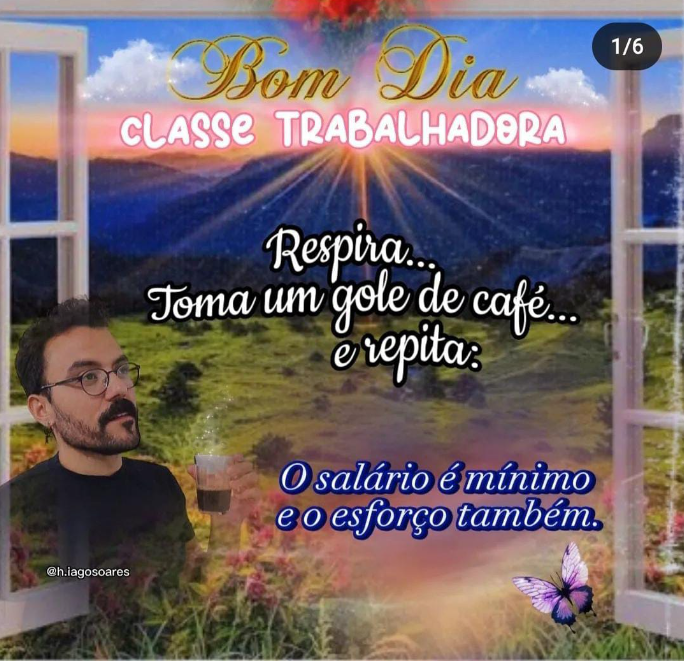 1/6
Bom Dia
CLASSE TRABALHADORA
Respira...
Toma um gole de café...
e repita:
O salário é mínimo
e o esforço também.
@h.iagosoares